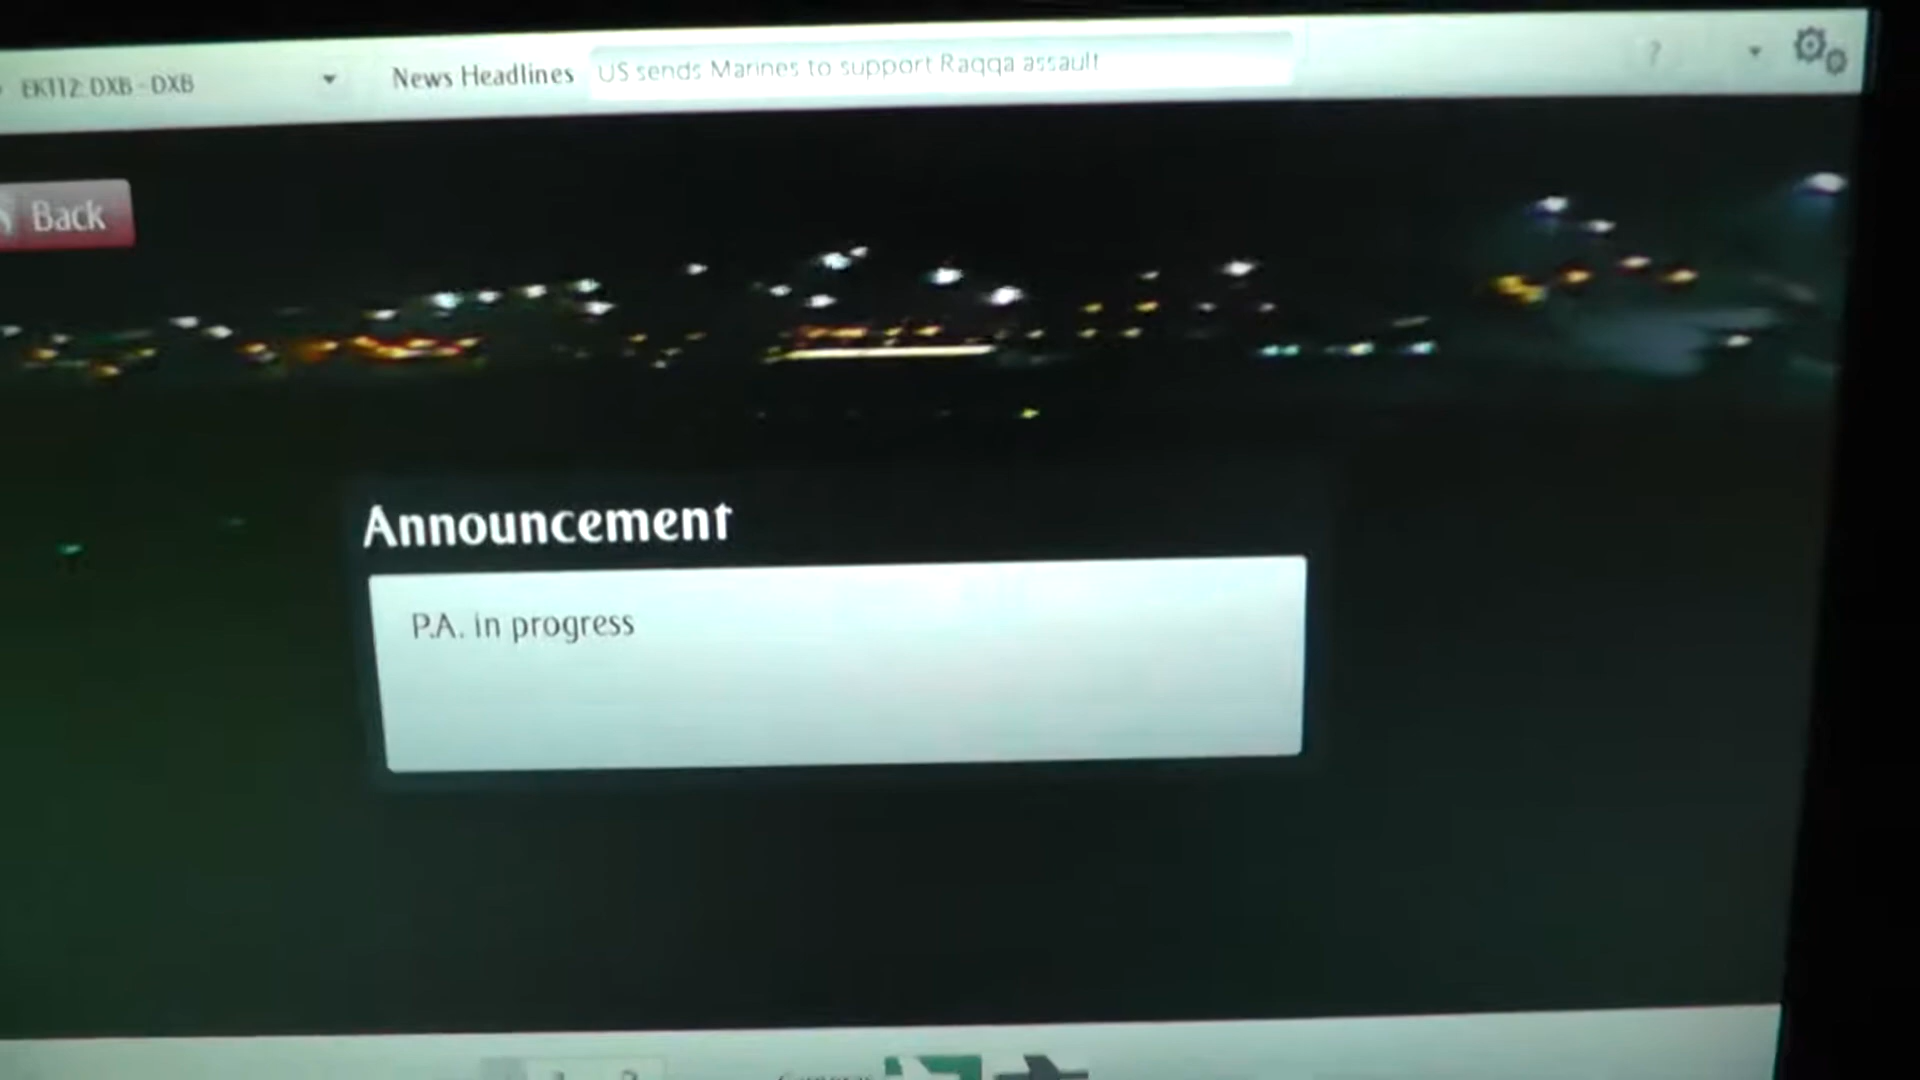 EK112: DXB - DXB
News Headlines
US sends Marines to support Raqqa assault
?
Back
Announcement
P.A. in progress